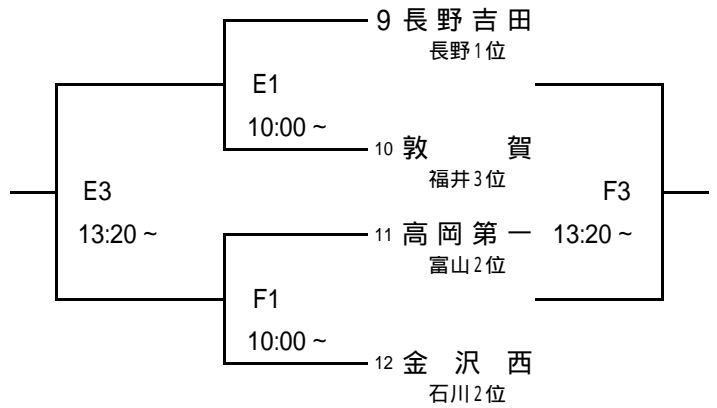 9 長野吉田
長野1位
E1
10:00 ~
10 敦賀
福井3位
E3
13:20 ~
F3
13:20 ~
11 高岡第一
富山2位
F1
10:00 ~
12 金沢西
石川2位